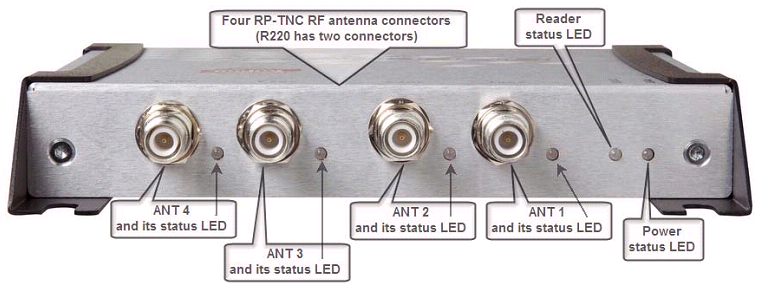 Four RP-TNC RF antenna connectors
(R220 has two connectors)
Reader
status LED
ANT 4
and its status LED
ANT 3
and its status LED
ANT 2
and its status LED
ANT 1
and its status LED
Power
status LED